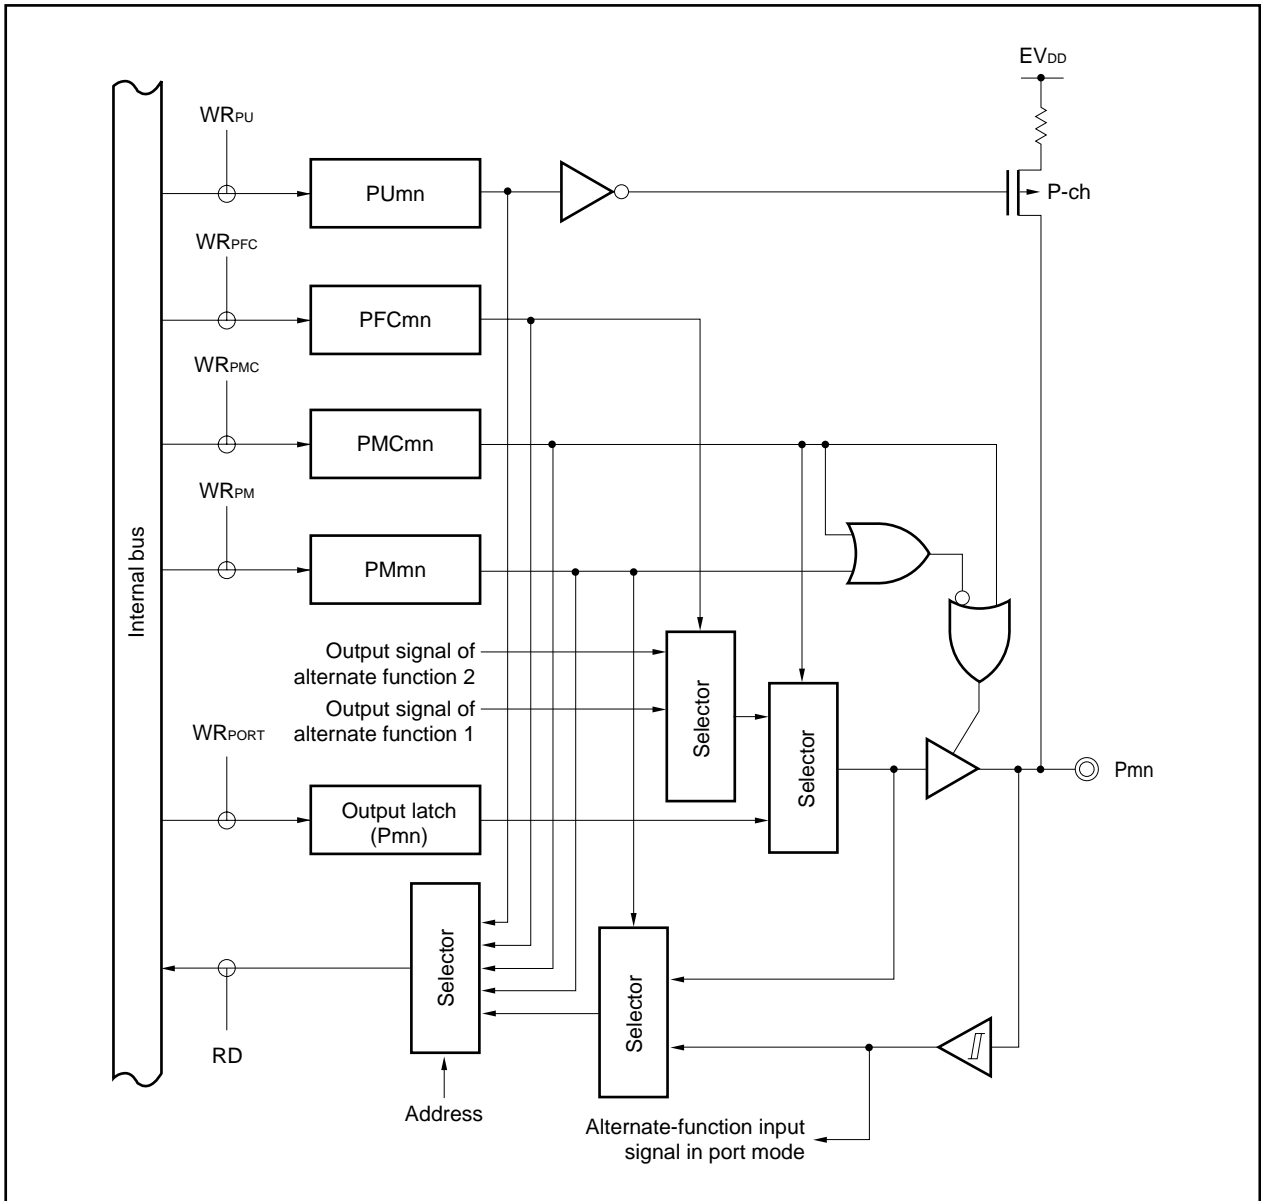 EVDD
WRPU
PUmn
P-ch
WRPFC
PFCmn
WRPMC
PMCmn
WRPM
PMmn
Internal bus
Output signal of
alternate function 2
Output signal of
alternate function 1
Selector
Selector
WRPORT
Output latch
(Pmn)
Pmn
Selector
Selector
RD
Address
Alternate-function input
signal in port mode